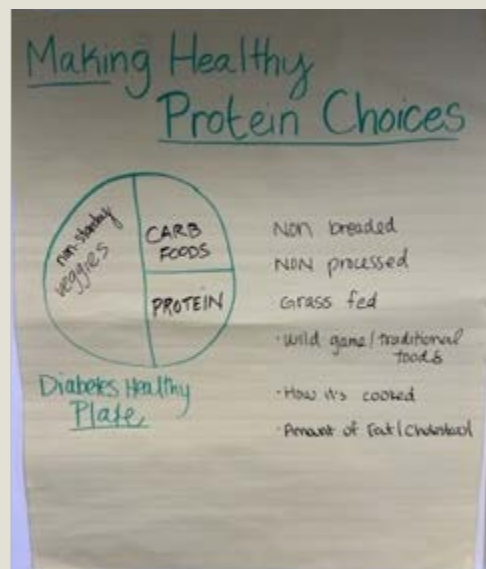 Making Healthy
Protein Choices
non-starchy
veggies
CARB
FOODS
PROTEIN
Diabetes Healthy
Plate
Non breaded
NON processed
Grass fed
· Wild game / traditional
foods
· How it's cooked
· Amount of Fat / Cholesterol